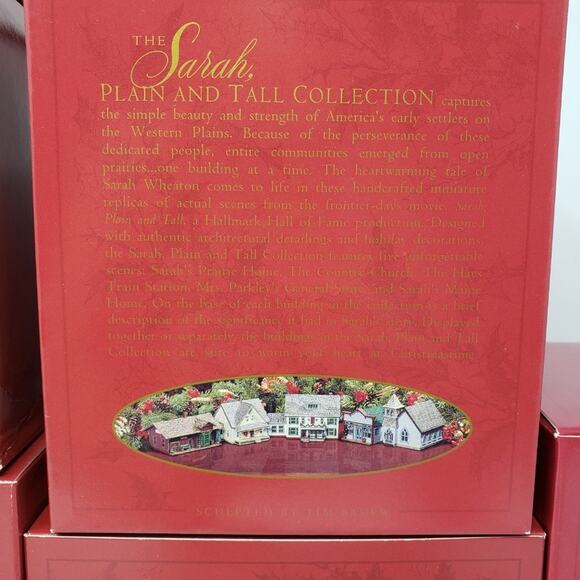 THE
Sarah,
PLAIN AND TALL COLLECTION captures
the simple beauty and strength of America's early settlers on
the Western Plains. Because of the perseverance of these
dedicated people, entire communities emerged from open
prairies...one building at a time. The heartwarming tale of
Sarah Wheaton comes to life in these handcrafted miniature
replicas of actual scenes from the frontier-days movie, Sarah,
Plain and Tall, a Hallmark Hall of Fame production. Designed
with authentic architectural detailings and holiday decorations,
the Sarah, Plain and Tall Collection features five unforgettable
scenes: Sarah's Prairie Home, The Country Church, The Hays
Train Station, Mrs. Parkley's General Store, and Sarah's Maine
Home. On the base of each building in the collection is a brief
description of the significance it had in Sarah's story. Displayed
together or separately, the buildings in the Sarah, Plain and Tall
Collection are sure to warm your heart at Christmastime.
SCULPTED BY TIM BROWN